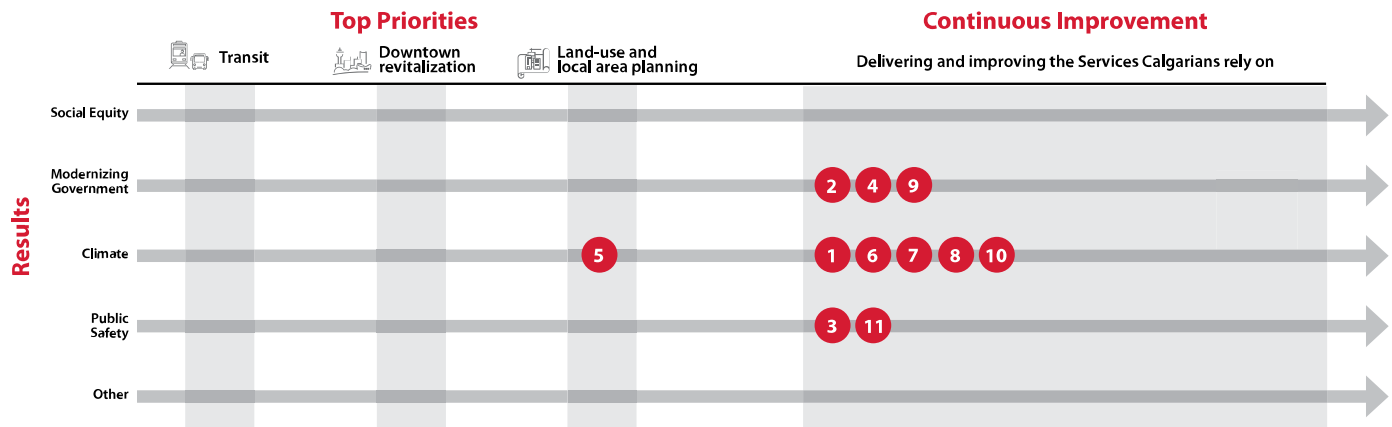 Top Priorities
Continuous Improvement
Transit
Downtown
revitalization
Land-use and
local area planning
Delivering and improving the Services Calgarians rely on
Results
Social Equity
Modernizing
Government
2 4 9
Climate
5 1 6 7 8 10
Public
Safety
3 11
Other